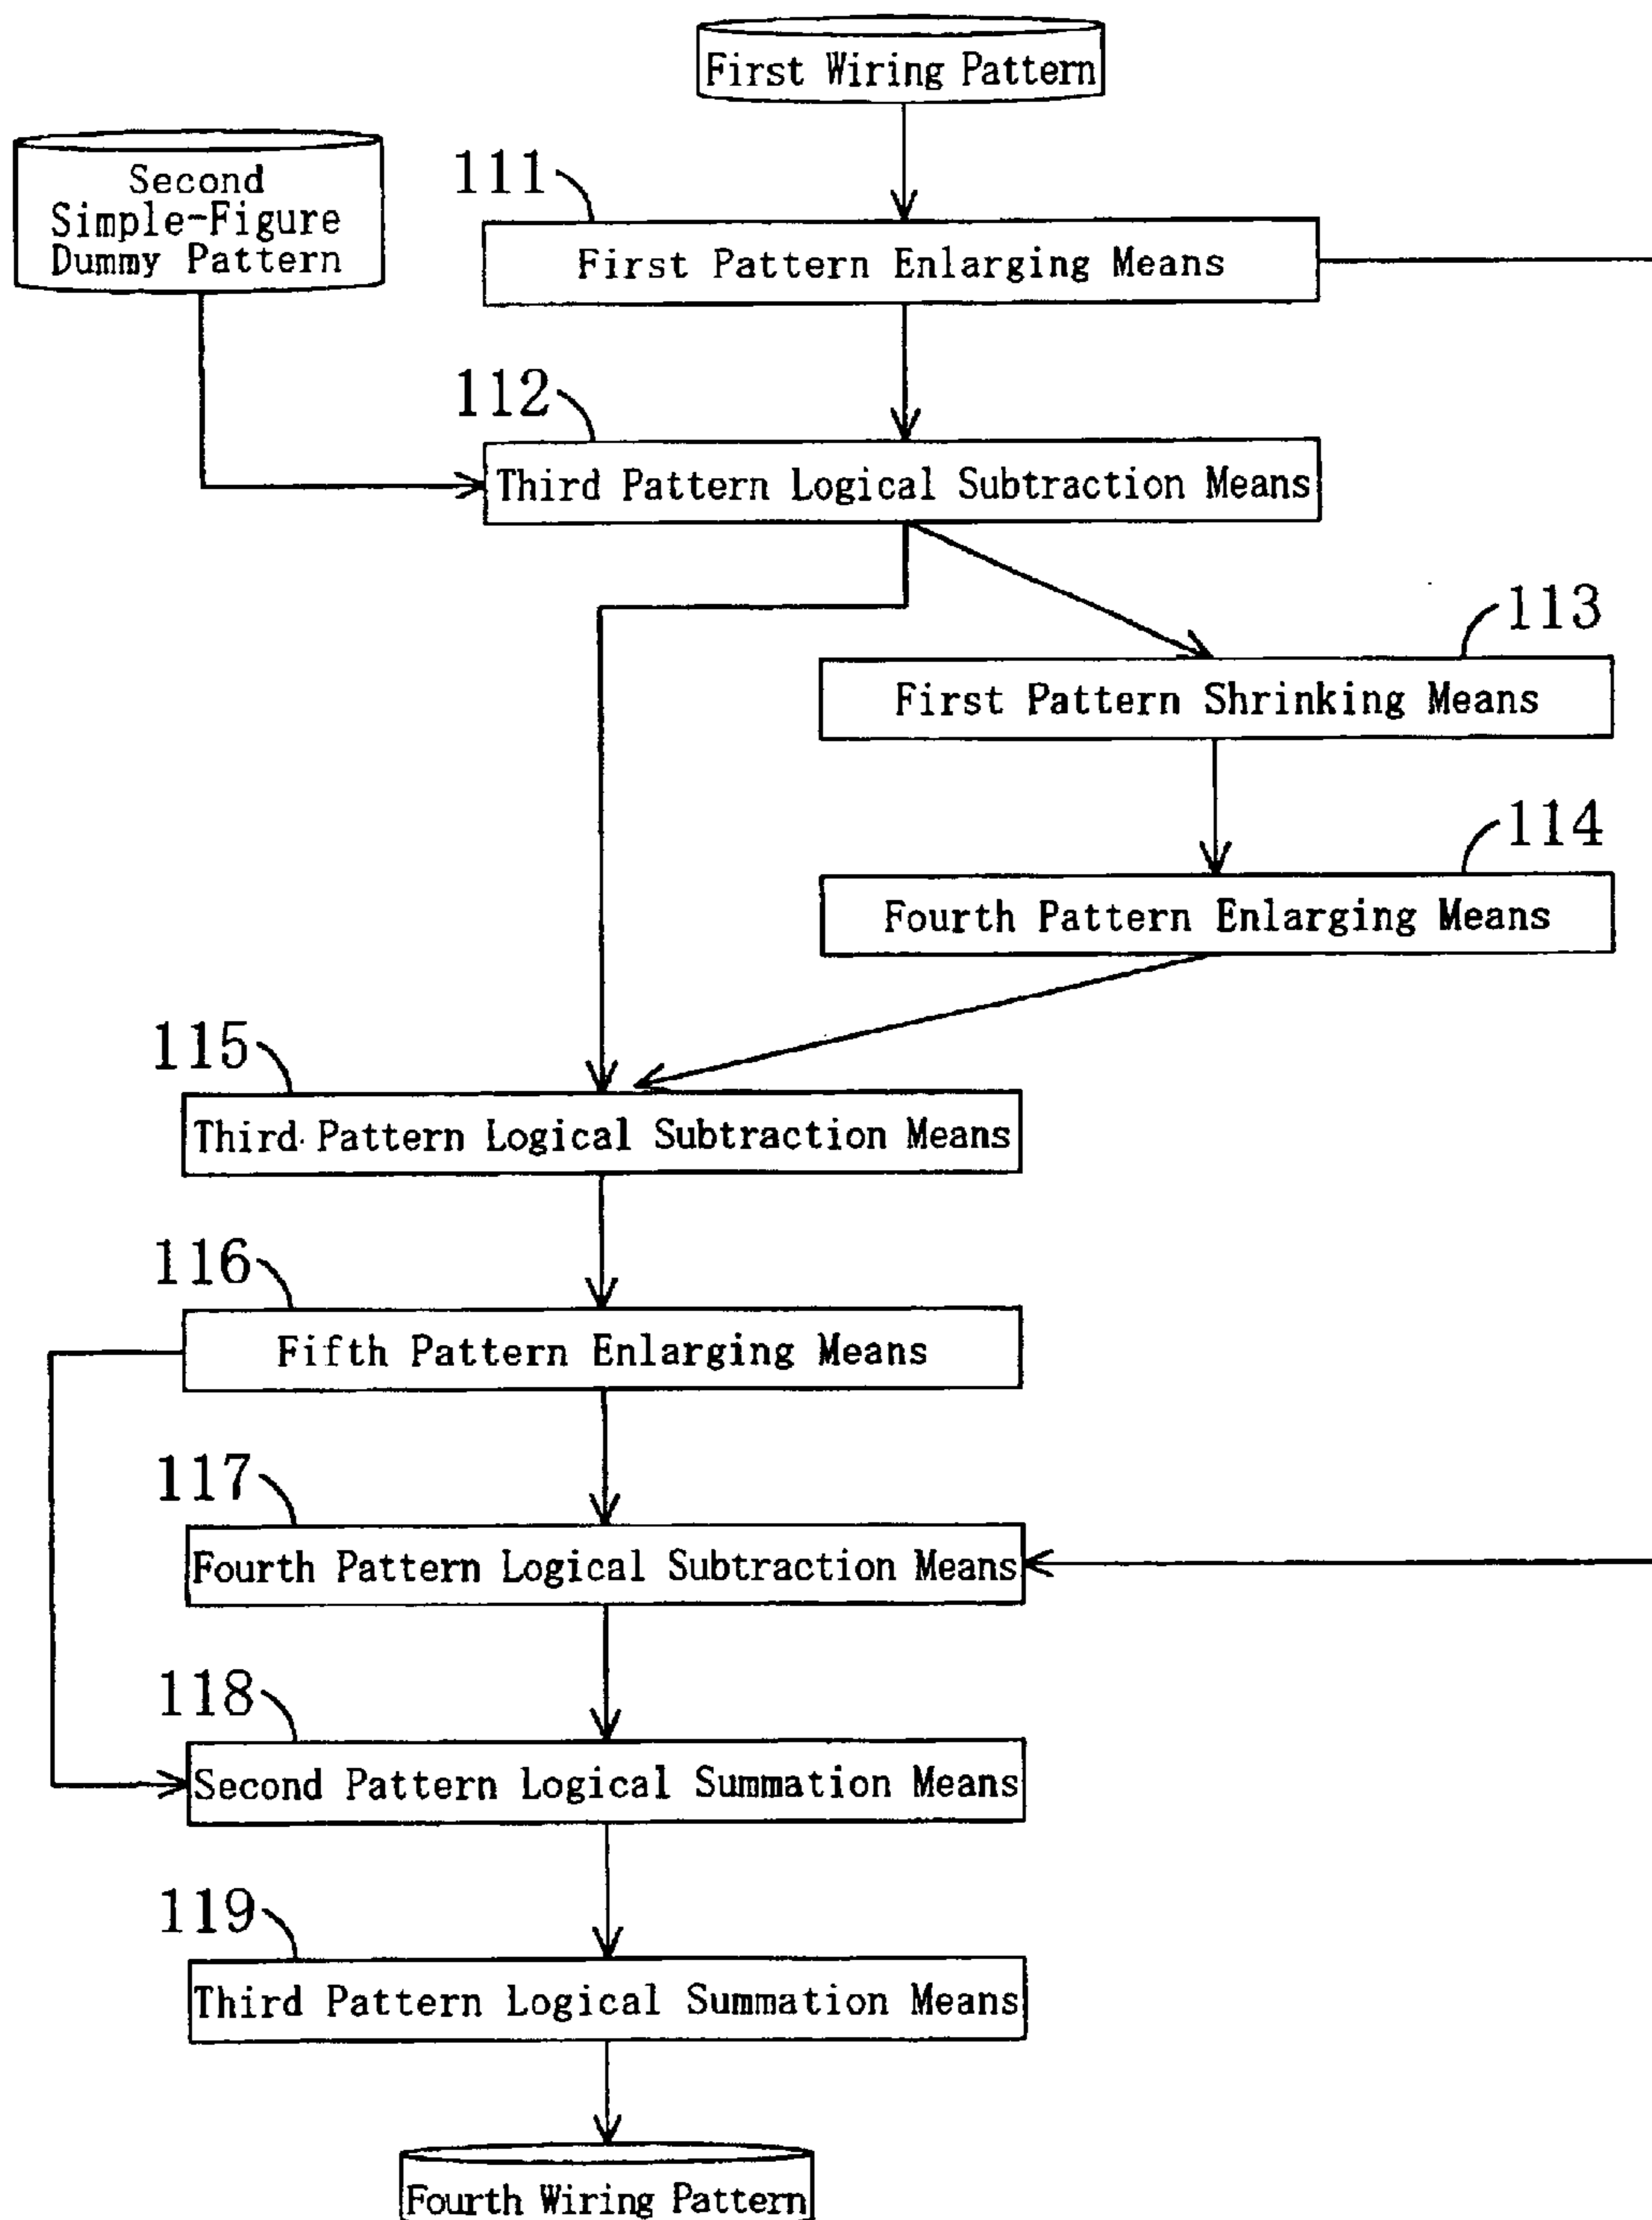 First Wiring Pattern
Second
Simple-Figure
Dummy Pattern
111
First Pattern Enlarging Means
112
Third Pattern Logical Subtraction Means
113
First Pattern Shrinking Means
114
Fourth Pattern Enlarging Means
115
Third Pattern Logical Subtraction Means
116
Fifth Pattern Enlarging Means
117
Fourth Pattern Logical Subtraction Means
118
Second Pattern Logical Summation Means
119
Third Pattern Logical Summation Means
Fourth Wiring Pattern